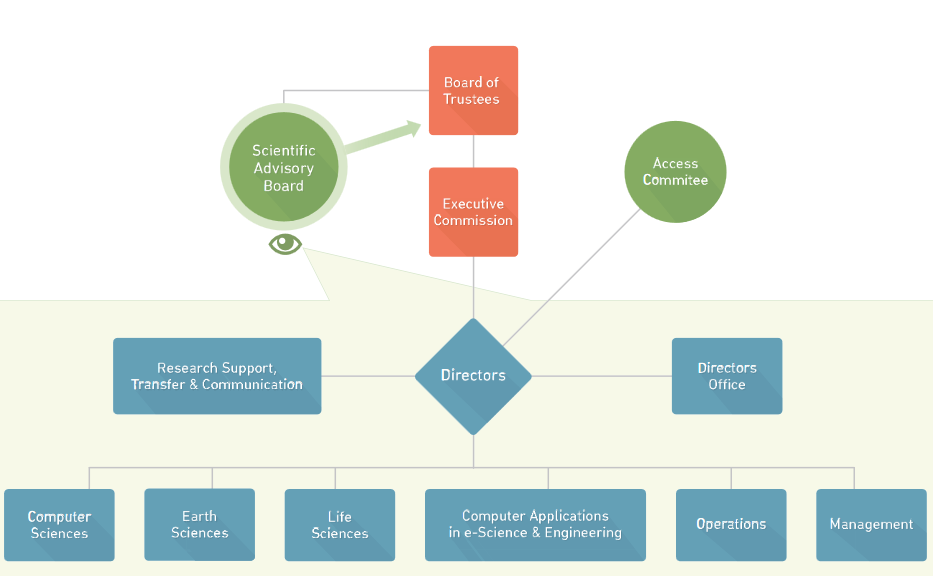 Board of
Trustees
Scientific
Advisory
Board
Access
Commitee
Executive
Commission
Research Support,
Transfer & Communication
Directors
Directors
Office
Computer
Sciences
Earth
Sciences
Life
Sciences
Computer Applications
in e-Science & Engineering
Operations
Management